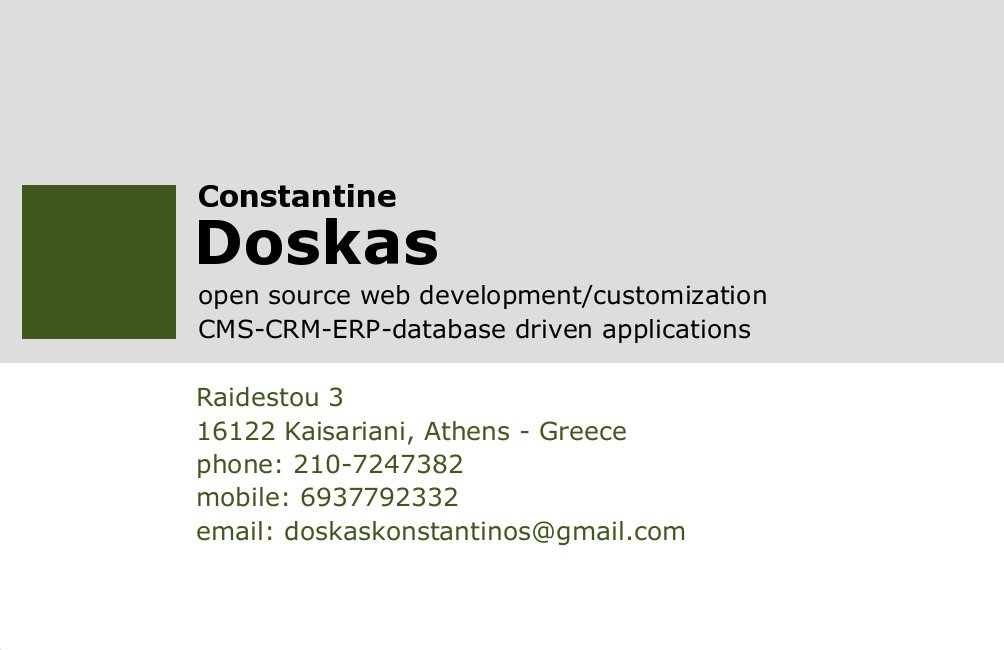 Constantine
Doskas
open source web development/customization
CMS-CRM-ERP-database driven applications
Raidestou 3
16122 Kaisariani, Athens - Greece
phone: 210-7247382
mobile: 6937792332
email: doskaskonstantinos@gmail.com